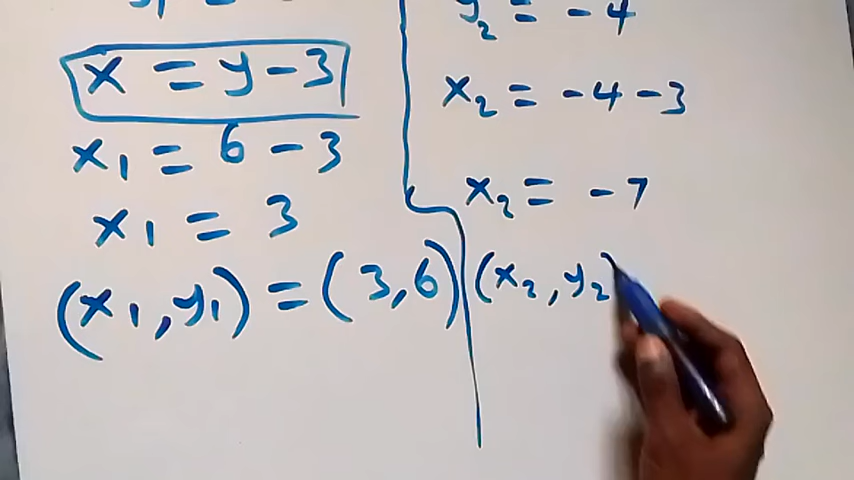 x = y - 3
x₁ = 6 - 3
x₁ = 3
(x₁, y₁) = (3, 6)
y₂ = -4
x₂ = -4 - 3
x₂ = -7
(x₂, y₂)